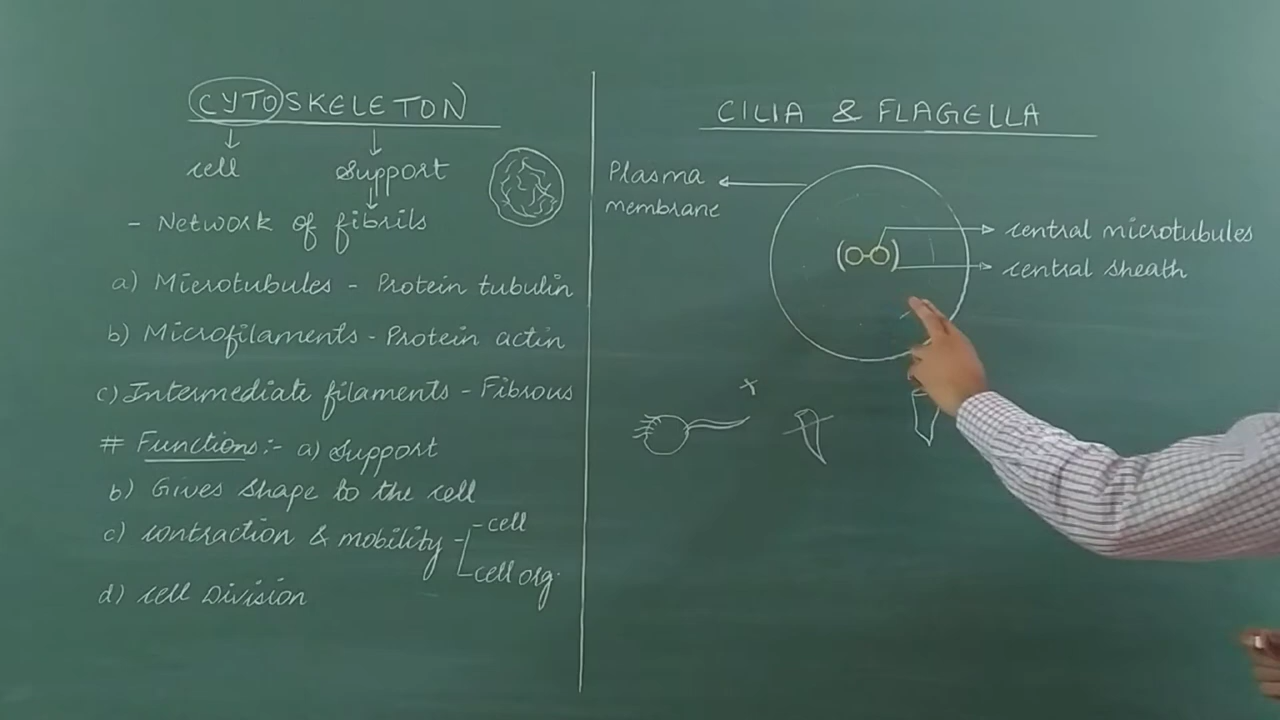 CYTOSKELETON
cell support
- Network of fibrils
a) Microtubules - Protein tubulin
b) Microfilaments - Protein actin
c) Intermediate filaments - Fibrous
# Functions:- a) Support
b) Gives shape to the cell
c) contraction & mobility - cell
- cell org.
d) cell Division
CILIA & FLAGELLA
Plasma
membrane
central microtubules
central sheath